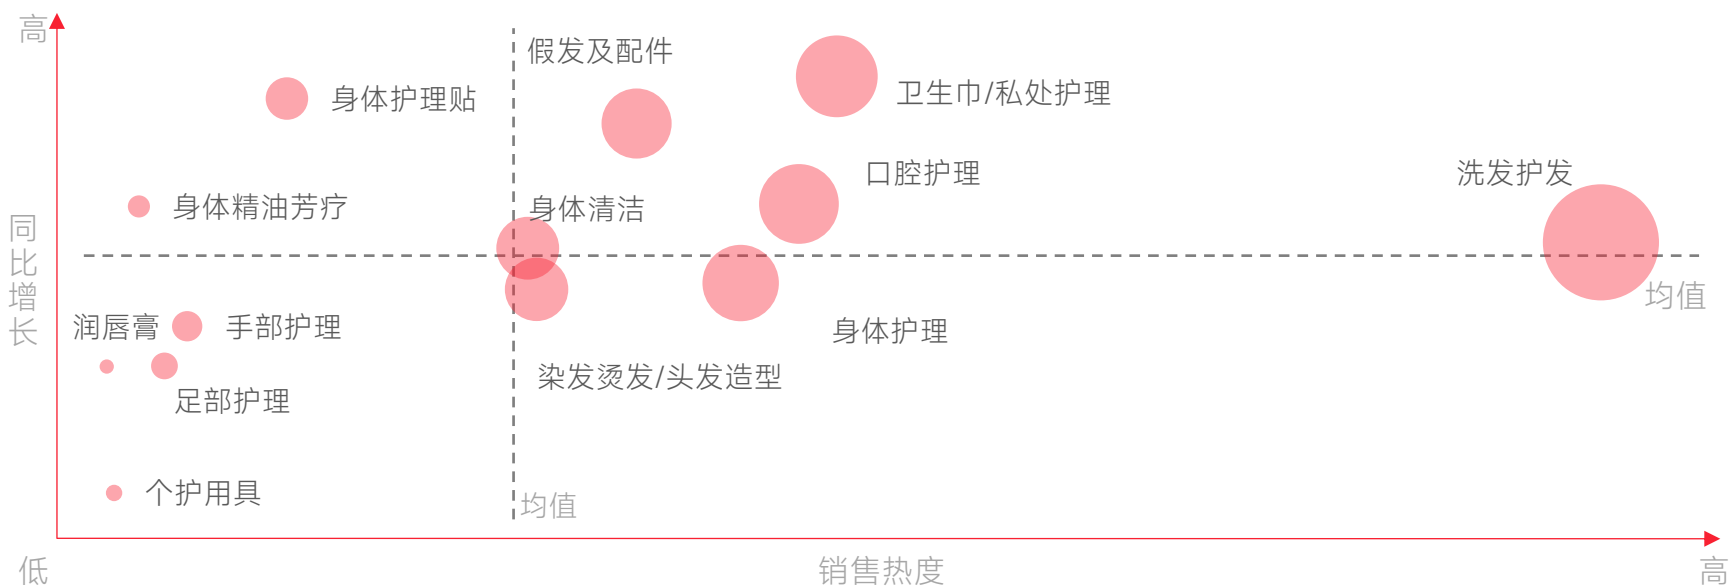 高
假发及配件
身体护理贴
卫生巾/私处护理
口腔护理
洗发护发
身体精油芳疗
身体清洁
同比增长
均值
润唇膏
手部护理
身体护理
染发烫发/头发造型
足部护理
个护用具
均值
低
销售热度
高